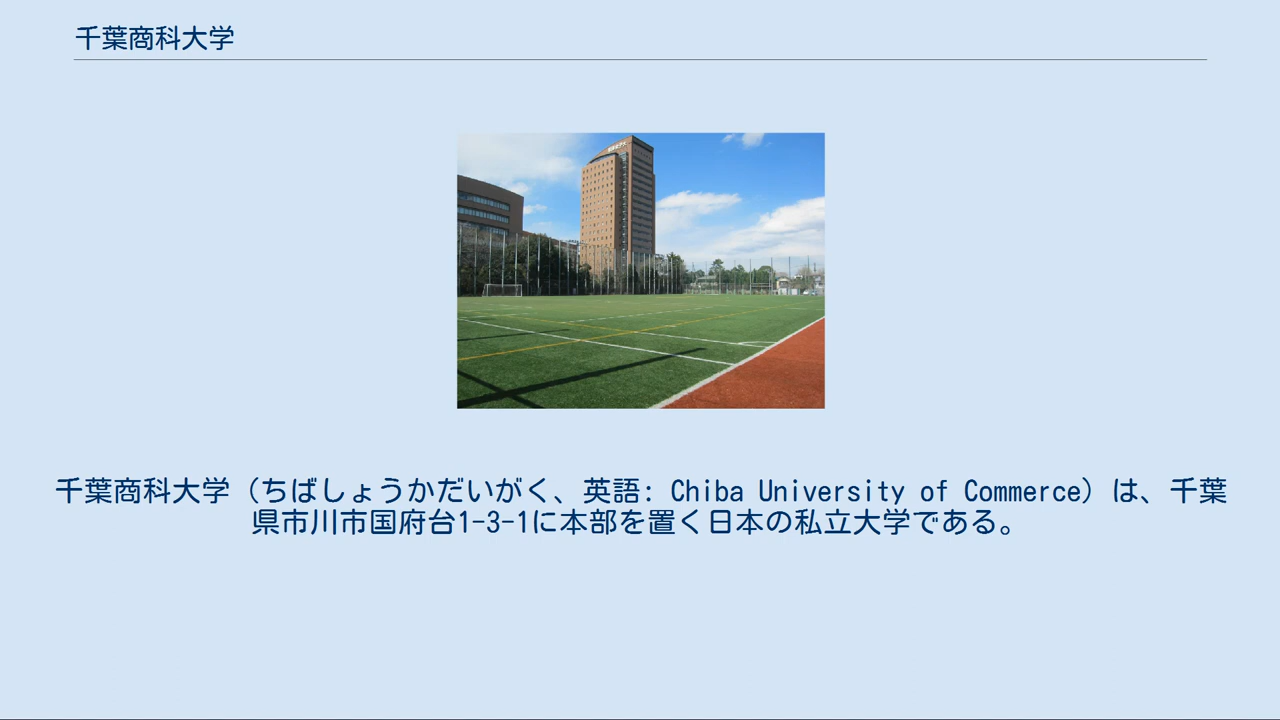 千葉商科大学
千葉商科大学（ちばしょうかだいがく、英語: Chiba University of Commerce）は、千葉
県市川市国府台1-3-1に本部を置く日本の私立大学である。